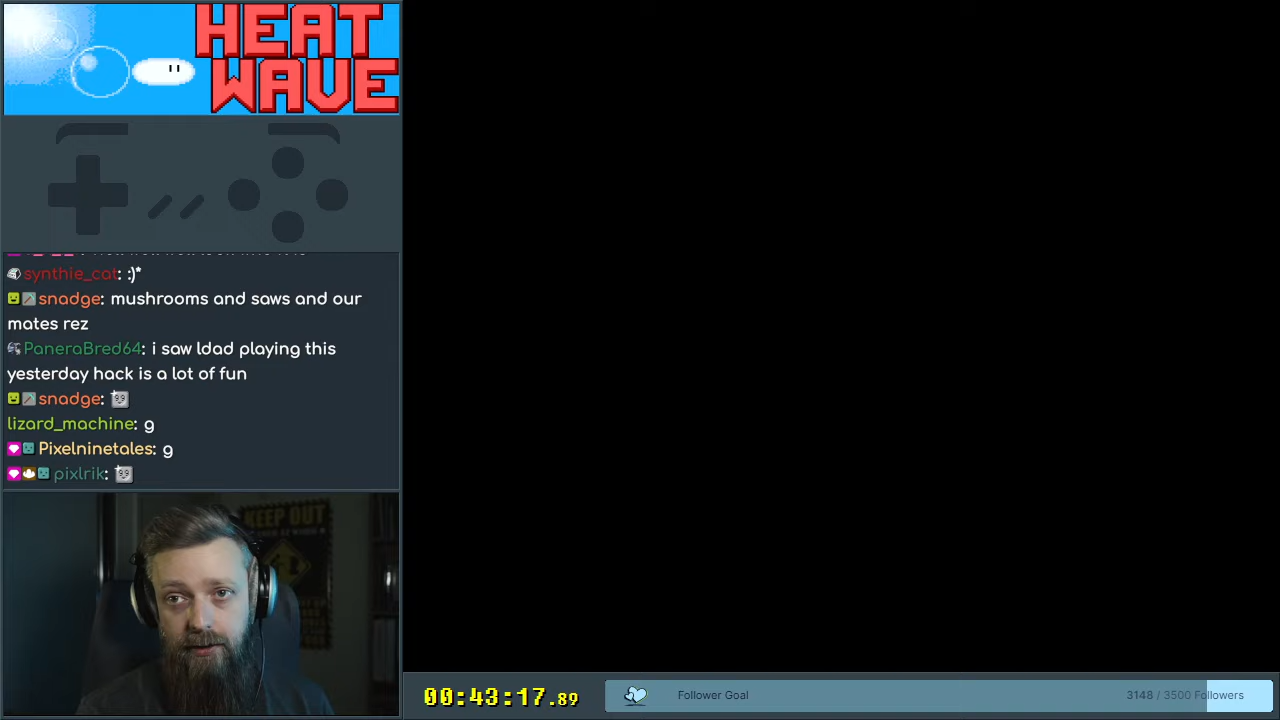 HEAT
WAVE
synthie_cat: :)*
snadge: mushrooms and saws and our
mates rez
PaneraBred64: i saw ldad playing this
yesterday hack is a lot of fun
snadge:
lizard_machine: g
Pixelninetales: g
pixlrik:
KEEP OUT
00:43:17.89
Follower Goal
3148 / 3500 Followers